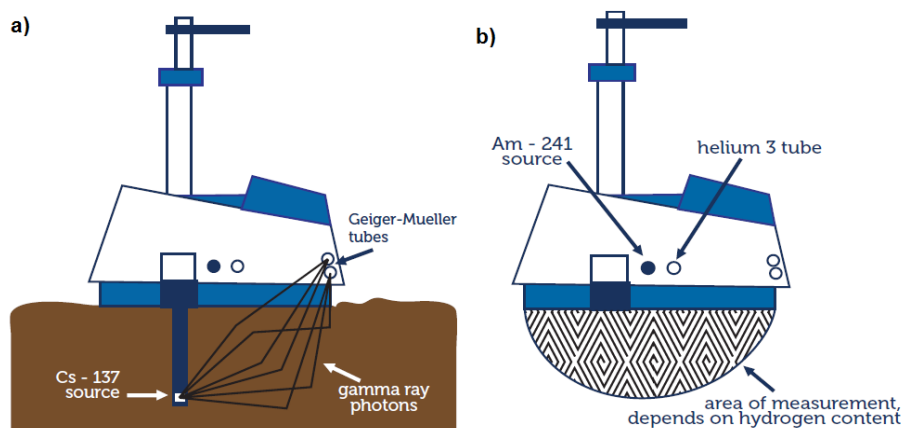 a)
Geiger-Mueller
tubes
Cs - 137
source
gamma ray
photons
b)
Am - 241
source
helium 3 tube
area of measurement,
depends on hydrogen content